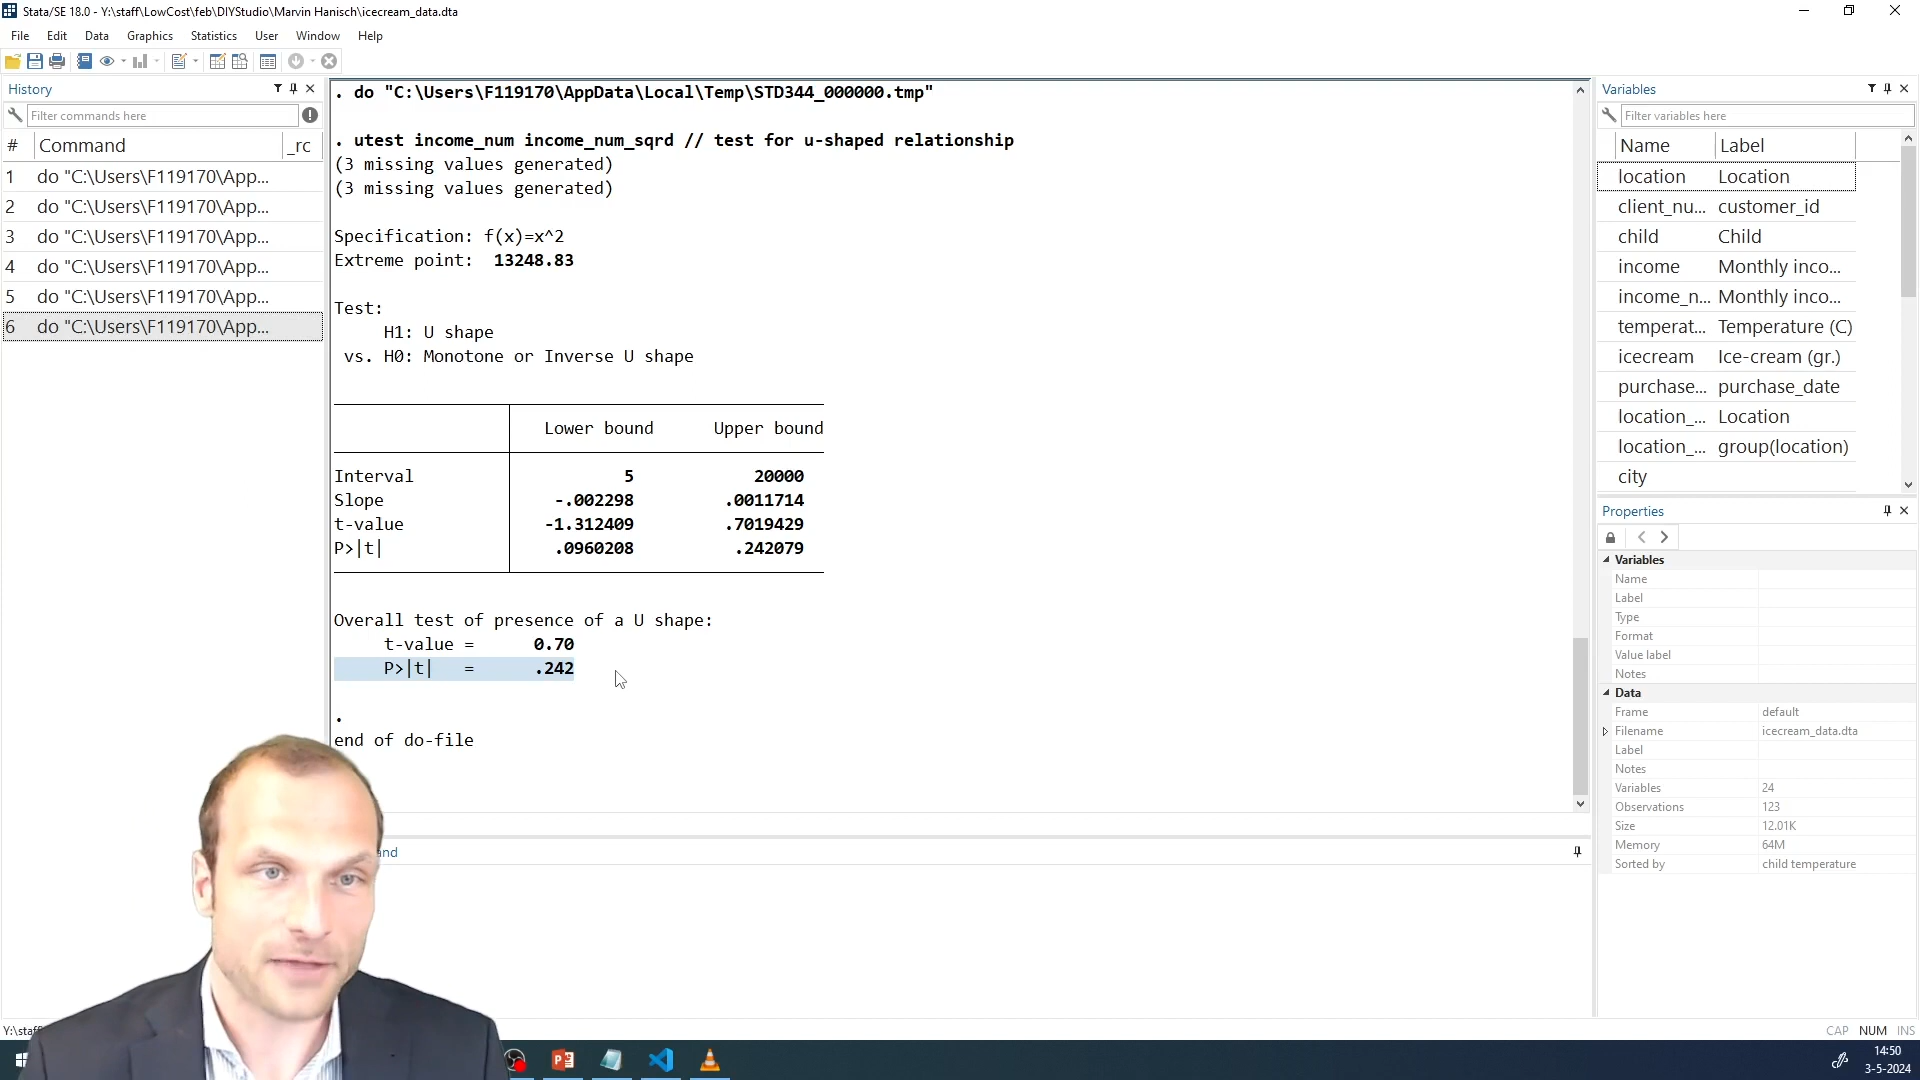 Stata/SE 18.0 - Y:\staff\LowCost\feb\DIYStudio\Marvin Hanisch\icecream_data.dta
File Edit Data Graphics Statistics User Window Help
History
Filter commands here
# Command _rc
1 do "C:\Users\F119170\App...
2 do "C:\Users\F119170\App...
3 do "C:\Users\F119170\App...
4 do "C:\Users\F119170\App...
5 do "C:\Users\F119170\App...
6 do "C:\Users\F119170\App...
. do "C:\Users\F119170\AppData\Local\Temp\STD344_000000.tmp"
. utest income_num income_num_sqrd // test for u-shaped relationship
(3 missing values generated)
(3 missing values generated)
Specification: f(x)=x^2
Extreme point: 13248.83
Test:
H1: U shape
vs. H0: Monotone or Inverse U shape
Lower bound Upper bound
Interval 5 20000
Slope -.002298 .0011714
t-value -1.312409 .7019429
P>|t| .0960208 .242079
Overall test of presence of a U shape:
t-value = 0.70
P>|t| = .242
.
end of do-file
and
Variables
Filter variables here
Name Label
location Location
client_nu... customer_id
child Child
income Monthly inco...
income_n... Monthly inco...
temperat... Temperature (C)
icecream Ice-cream (gr.)
purchase... purchase_date
location_... Location
location_... group(location)
city
Properties
Variables
Name
Label
Type
Format
Value label
Notes
Data
Frame default
Filename icecream_data.dta
Label
Notes
Variables 24
Observations 123
Size 12.01K
Memory 64M
Sorted by child temperature
Y:\staf
CAP NUM INS
14:50
3-5-2024